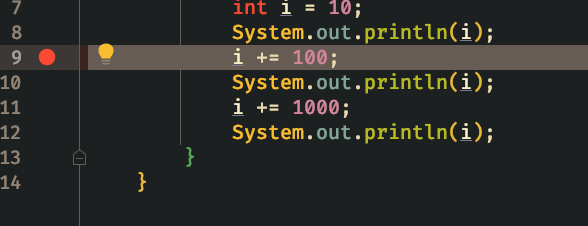 7 int i = 10;
8 System.out.println(i);
9 i += 100;
10 System.out.println(i);
11 i += 1000;
12 System.out.println(i);
13 }
14 }